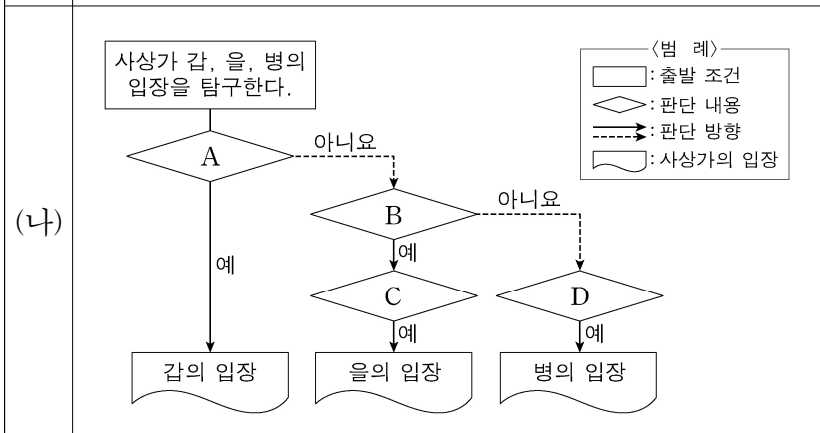 (나)
사상가 갑, 을, 병의
입장을 탐구한다.
〈범 례〉
: 출발 조건
: 판단 내용
: 판단 방향
: 사상가의 입장
A
아니요
B
아니요
예
예
C
D
예
예
갑의 입장
을의 입장
병의 입장